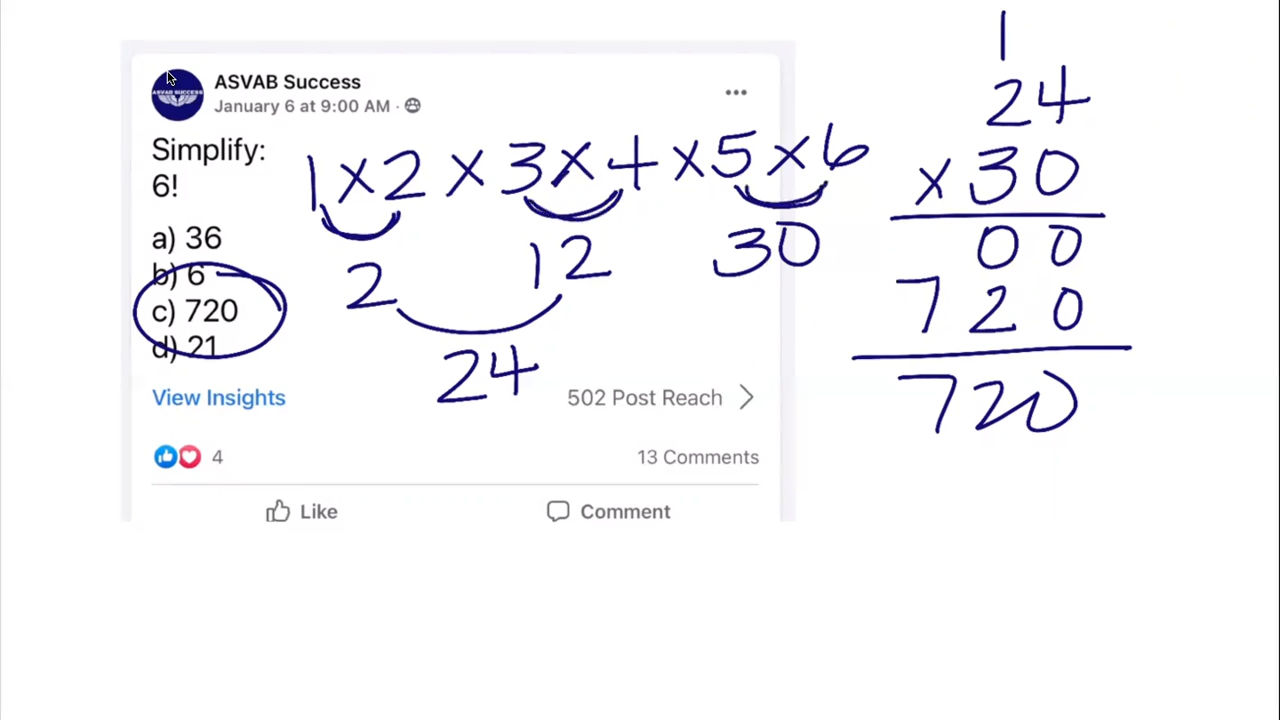 ASVAB SUCCESS
ASVAB Success
January 6 at 9:00 AM ·
Simplify:
6!
1 × 2 × 3 × 4 × 5 × 6
2 12 30
24
a) 36
b) 6
c) 720
d) 21
View Insights
502 Post Reach
4
13 Comments
Like
Comment
1
24
× 30
00
720
720